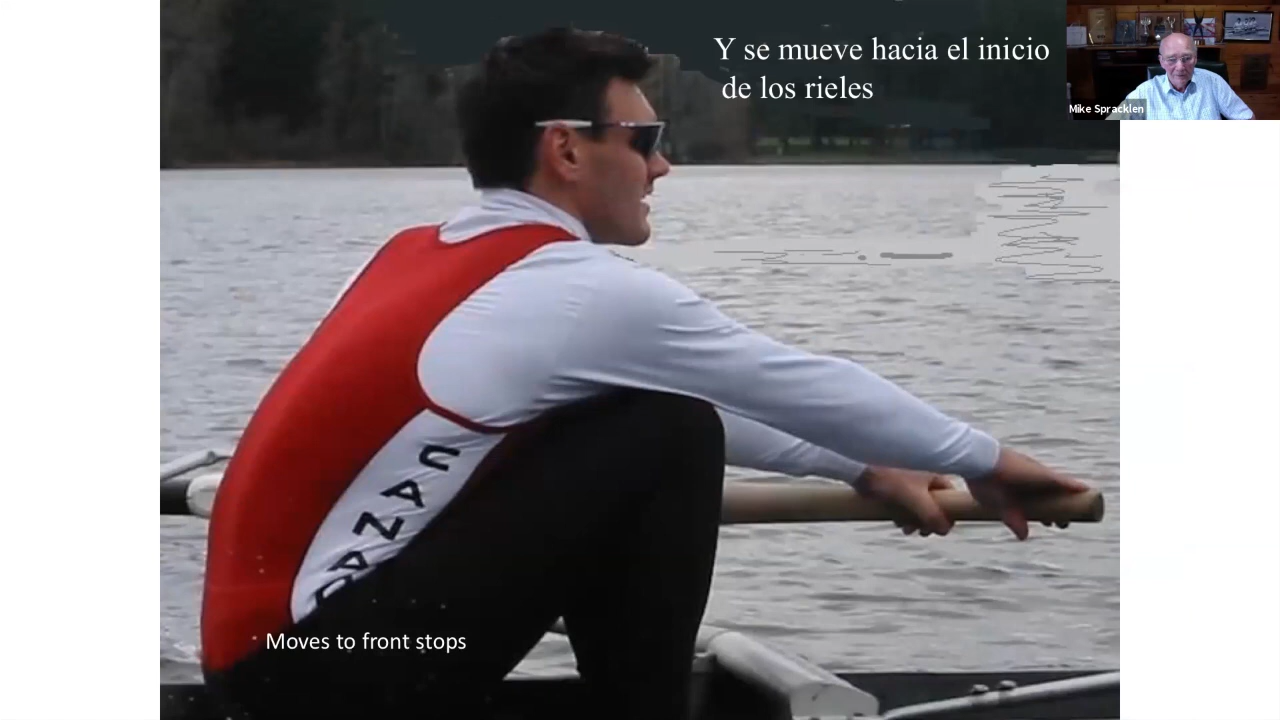 Y se mueve hacia el inicio
de los rieles
Mike Spracklen
CANAD
Moves to front stops